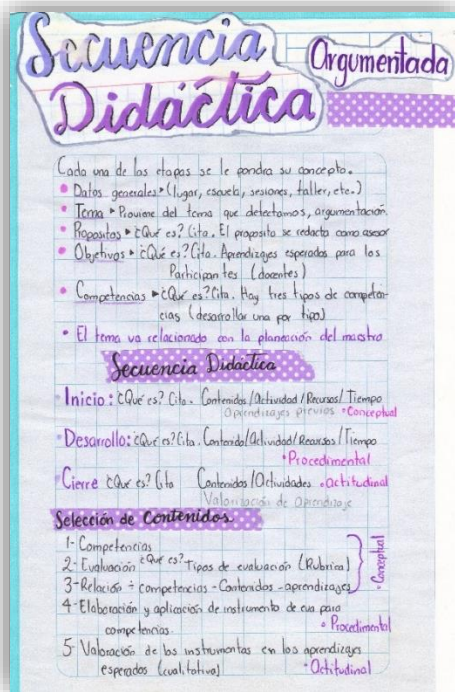 Secuencia
Didáctica
Argumentada
Cada una de las etapas se le pondra su concepto.
• Datos generales ▸ (lugar, escuela, sesiones, taller, etc.)
• Tema ▸ Proviene del tema que detectamos, argumentación.
• Propositos ▸ ¿Qué es? Cita. El proposito se redacta como asesor
• Objetivos ▸ ¿Qué es? Cita. Aprendizajes esperados para los
Participantes (docentes)
• Competencias ▸ ¿Qué es? Cita. Hay tres tipos de competen-
cias (desarrollar una por tipo)
• El tema va relacionado con la planeación del maestro
Secuencia Didáctica
• Inicio: ¿Qué es? Cita. Contenidos/Actividad/Recursos/Tiempo
Aprendizajes previos • Conceptual
• Desarrollo: ¿Qué es? Cita. Contenido/Actividad/Recursos/Tiempo
• Procedimental
Cierre ¿Qué es? Cita Contenidos/Actividades • Actitudinal
Valorización de Aprendizaje
Selección de Contenidos
1- Competencias
2- Evaluación ¿Qué es? Tipos de evaluación (Rubrica)
3- Relación ÷ competencias - Contenidos - aprendizajes
• Conceptual
4- Elaboración y aplicación de instrumento de eva para
competencias.
• Procedimental
5- Valoración de los instrumentos en los aprendizajes
esperados (cualitativa)
• Actitudinal